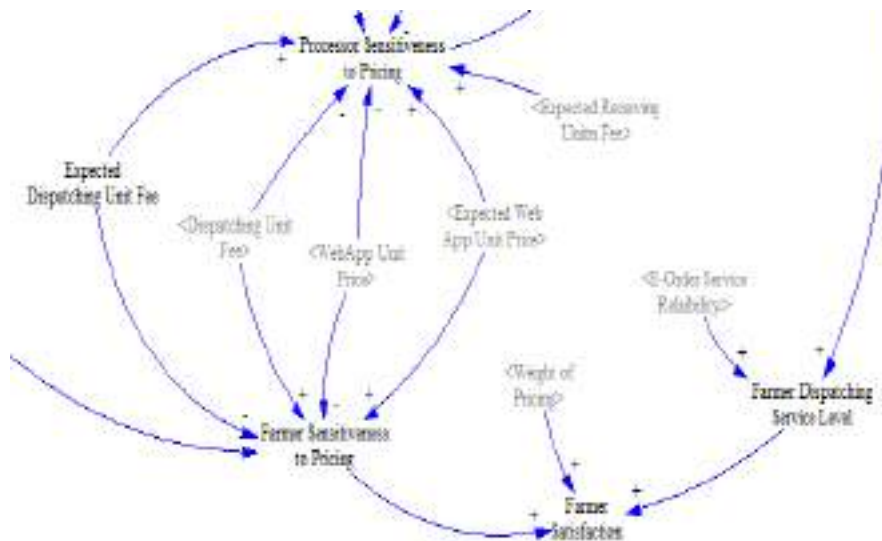 Processor Sensitiveness
to Pricing
<Expected Receiving
Units Fee>
Expected
Dispatching Unit Fee
<Dispatching Unit
Fee>
<WebApp Unit
Price>
<Expected Web
App Unit Price>
<E-Order Service
Reliability>
<Weight of
Pricing>
Farmer Dispatching
Service Level
Farmer Sensitiveness
to Pricing
Farmer
Satisfaction